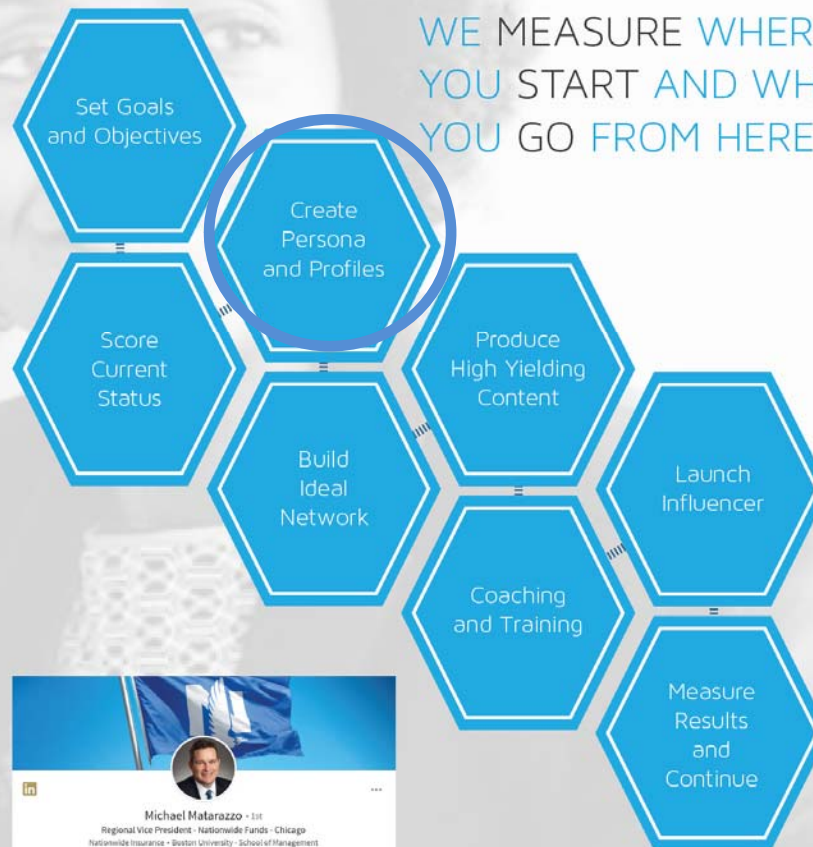 WE MEASURE WHER
YOU START AND WH
YOU GO FROM HERE
Set Goals
and Objectives
Create
Persona
and Profiles
Score
Current
Status
Produce
High Yielding
Content
Build
Ideal
Network
Launch
Influencer
Coaching
and Training
Measure
Results
and
Continue
N
in
...
Michael Matarazzo • 1st
Regional Vice President - Nationwide Funds - Chicago
Nationwide Insurance • Boston University - School of Management